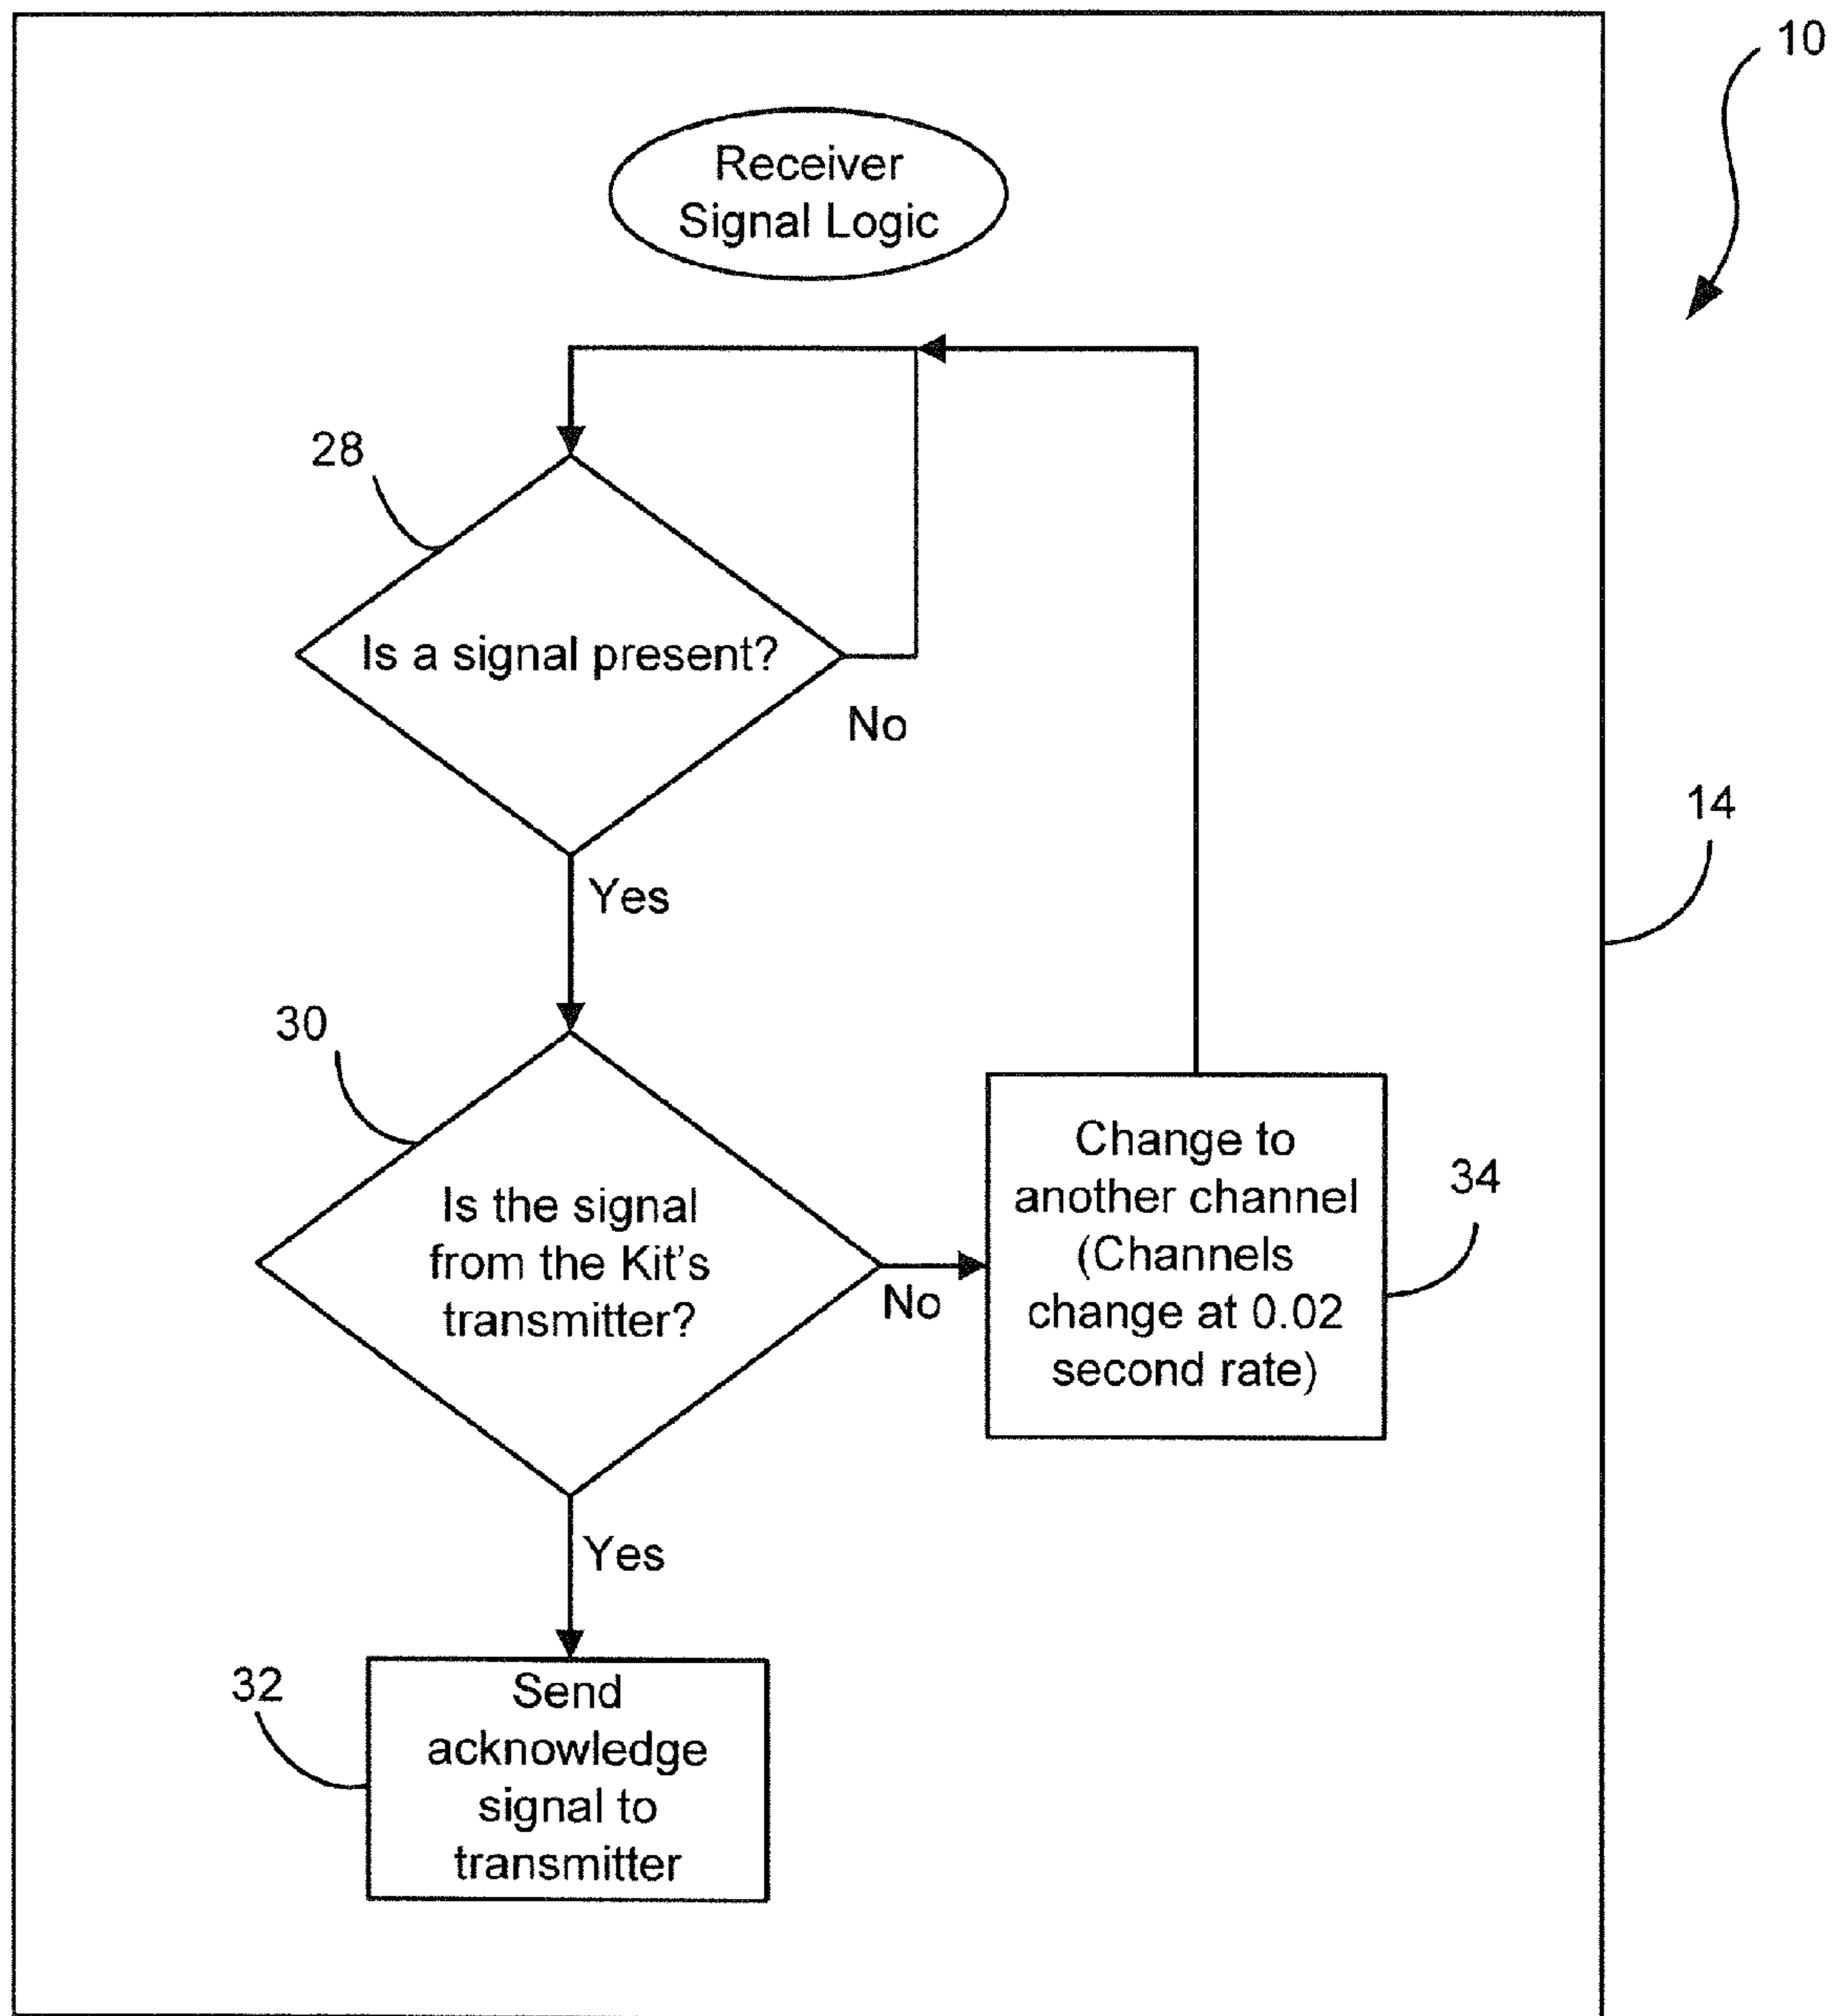 10
Receiver
Signal Logic
28
Is a signal present?
No
14
Yes
30
Is the signal
from the Kit's
transmitter?
No
Change to
another channel
(Channels
change at 0.02
second rate)
34
Yes
32
Send
acknowledge
signal to
transmitter